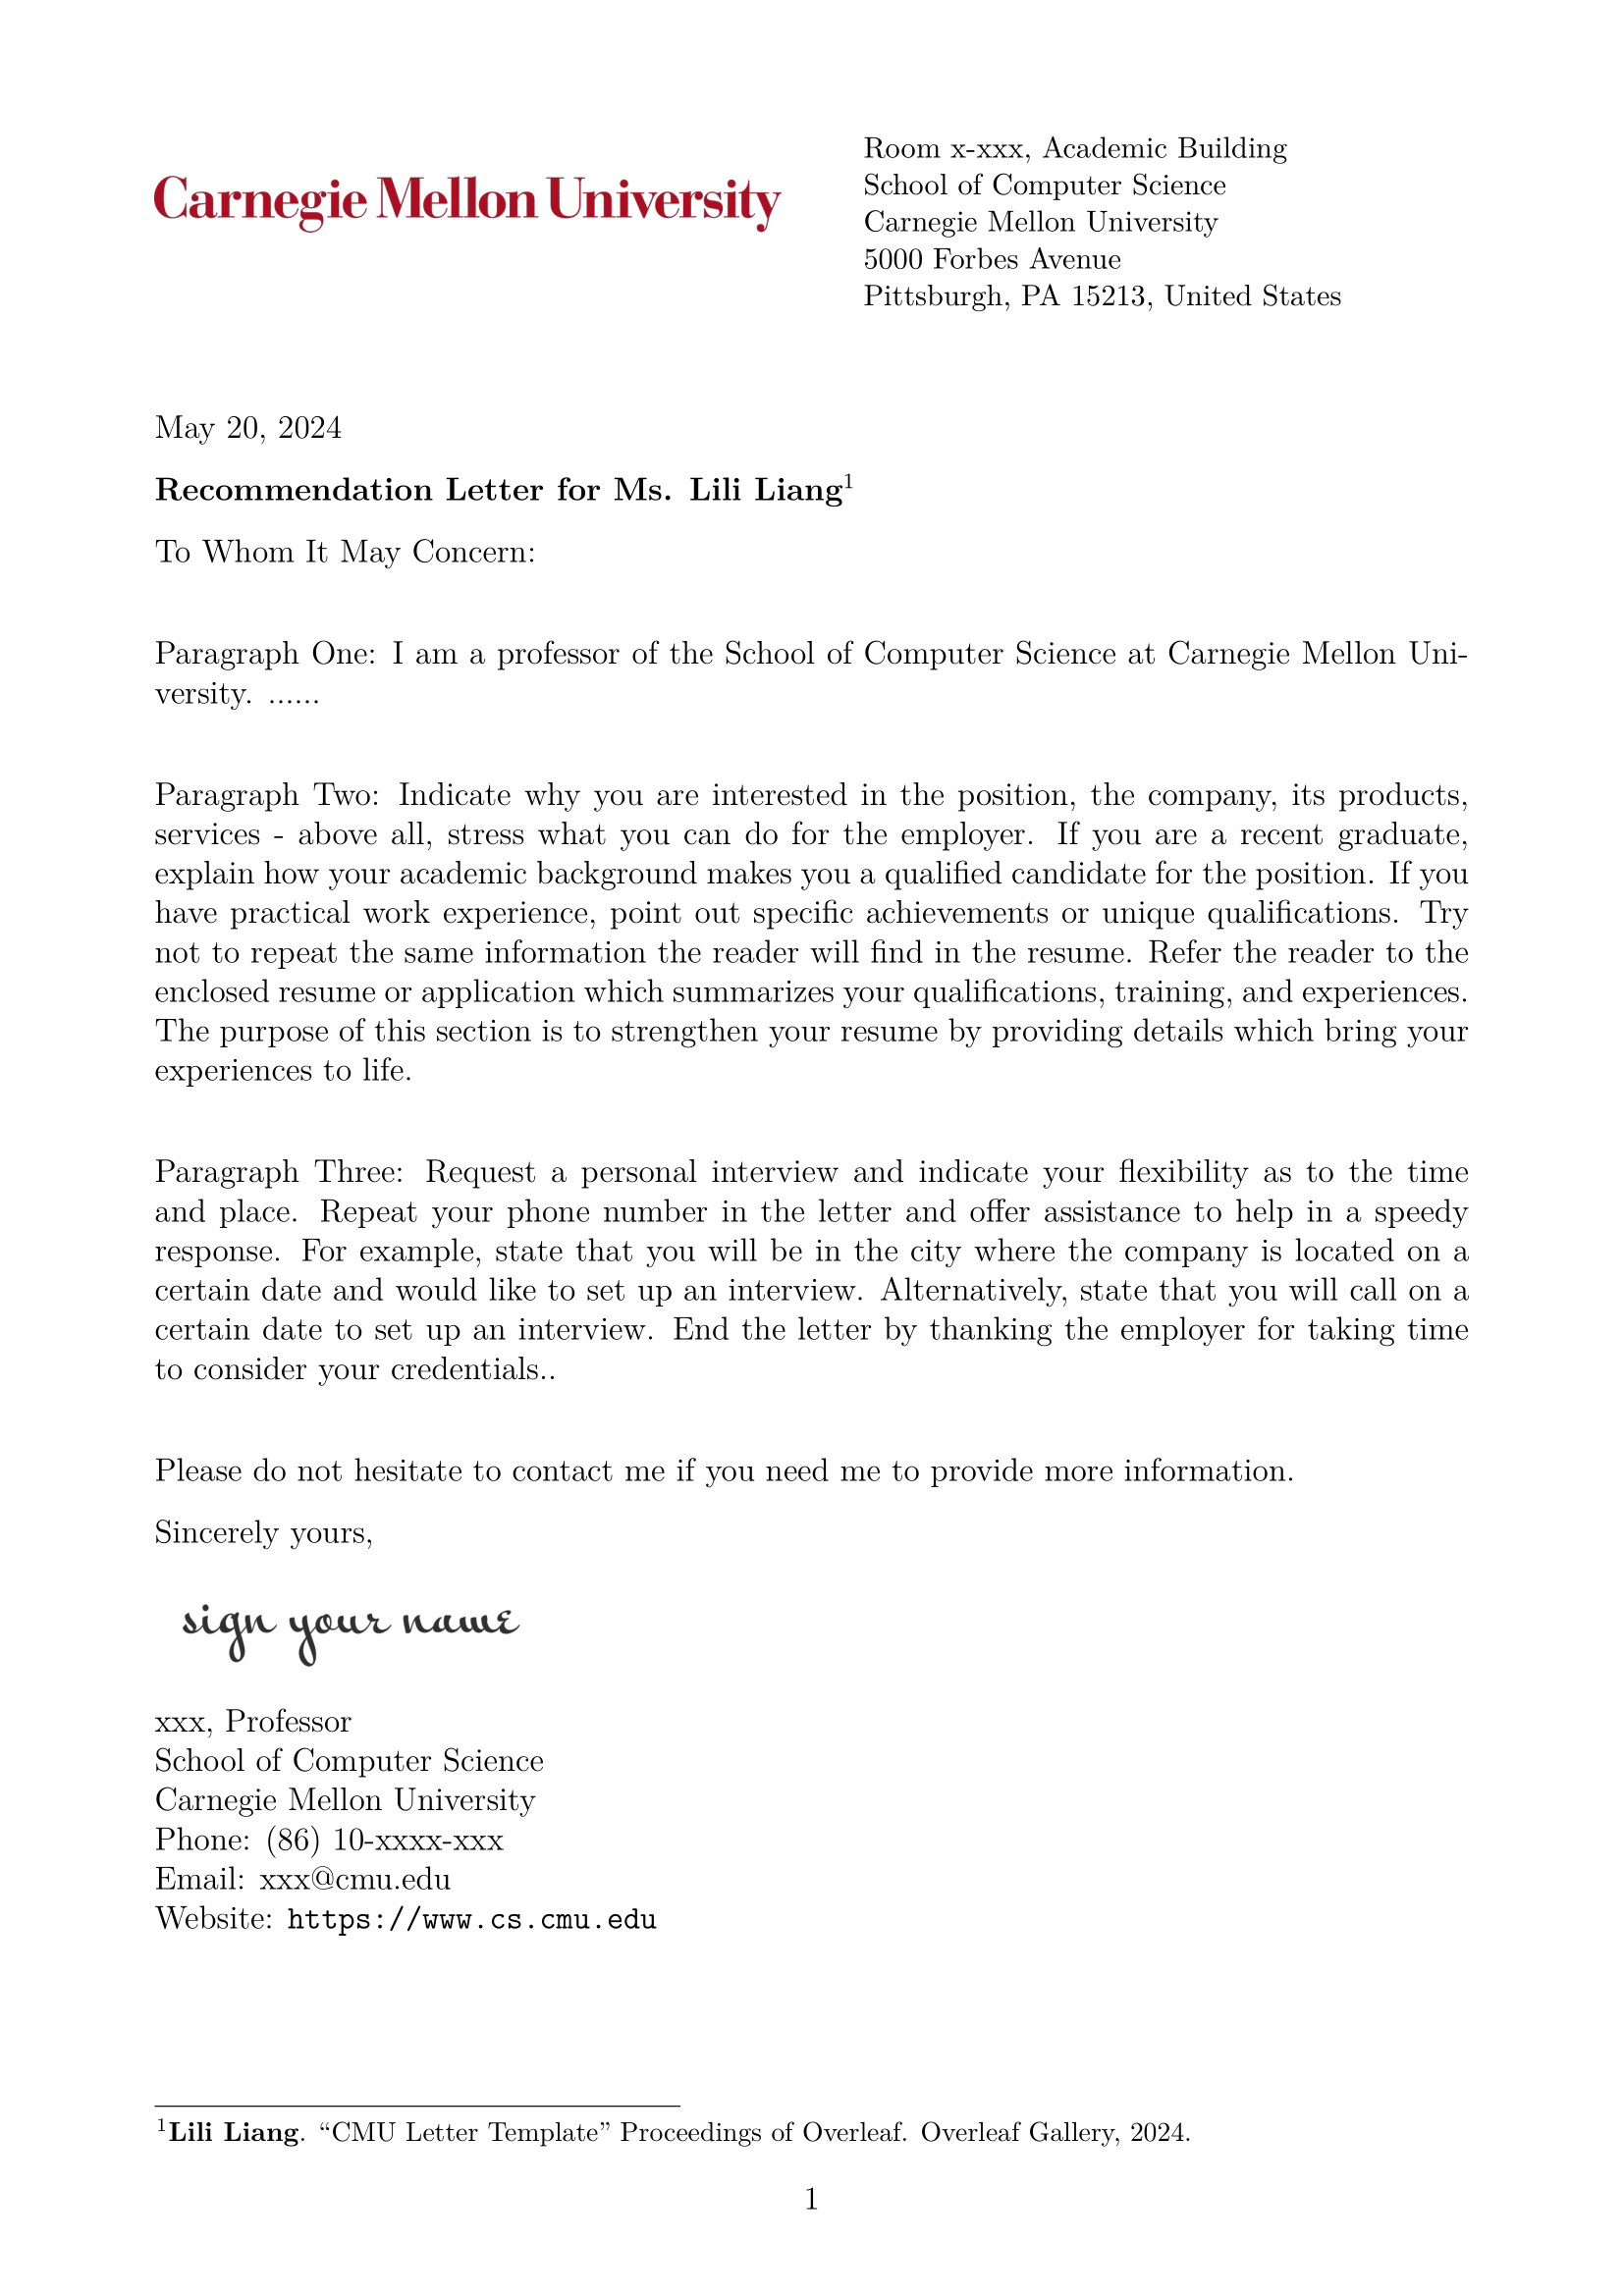 Carnegie Mellon University
Room x-xxx, Academic Building
School of Computer Science
Carnegie Mellon University
5000 Forbes Avenue
Pittsburgh, PA 15213, United States
May 20, 2024
Recommendation Letter for Ms. Lili Liang¹
To Whom It May Concern:
Paragraph One: I am a professor of the School of Computer Science at Carnegie Mellon Uni-
versity. ......
Paragraph Two: Indicate why you are interested in the position, the company, its products,
services - above all, stress what you can do for the employer. If you are a recent graduate,
explain how your academic background makes you a qualified candidate for the position. If you
have practical work experience, point out specific achievements or unique qualifications. Try
not to repeat the same information the reader will find in the resume. Refer the reader to the
enclosed resume or application which summarizes your qualifications, training, and experiences.
The purpose of this section is to strengthen your resume by providing details which bring your
experiences to life.
Paragraph Three: Request a personal interview and indicate your flexibility as to the time
and place. Repeat your phone number in the letter and offer assistance to help in a speedy
response. For example, state that you will be in the city where the company is located on a
certain date and would like to set up an interview. Alternatively, state that you will call on a
certain date to set up an interview. End the letter by thanking the employer for taking time
to consider your credentials..
Please do not hesitate to contact me if you need me to provide more information.
Sincerely yours,
sign your name
xxx, Professor
School of Computer Science
Carnegie Mellon University
Phone: (86) 10-xxxx-xxx
Email: xxx@cmu.edu
Website: https://www.cs.cmu.edu
¹Lili Liang. “CMU Letter Template” Proceedings of Overleaf. Overleaf Gallery, 2024.
1